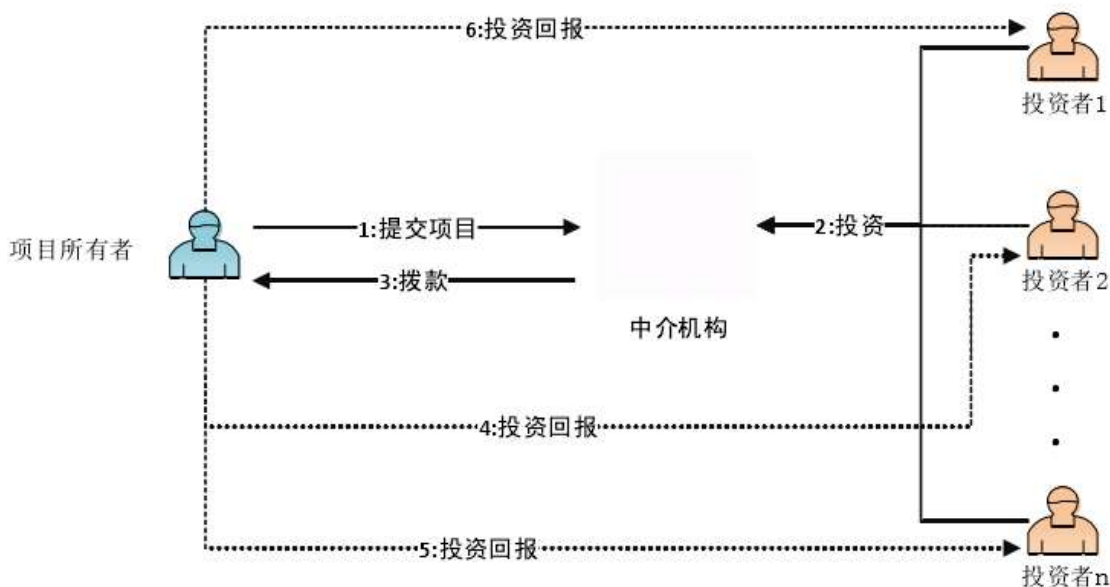 6:投资回报
投资者1
1:提交项目
2:投资
项目所有者
3:拨款
投资者2
中介机构
4:投资回报
5:投资回报
投资者n